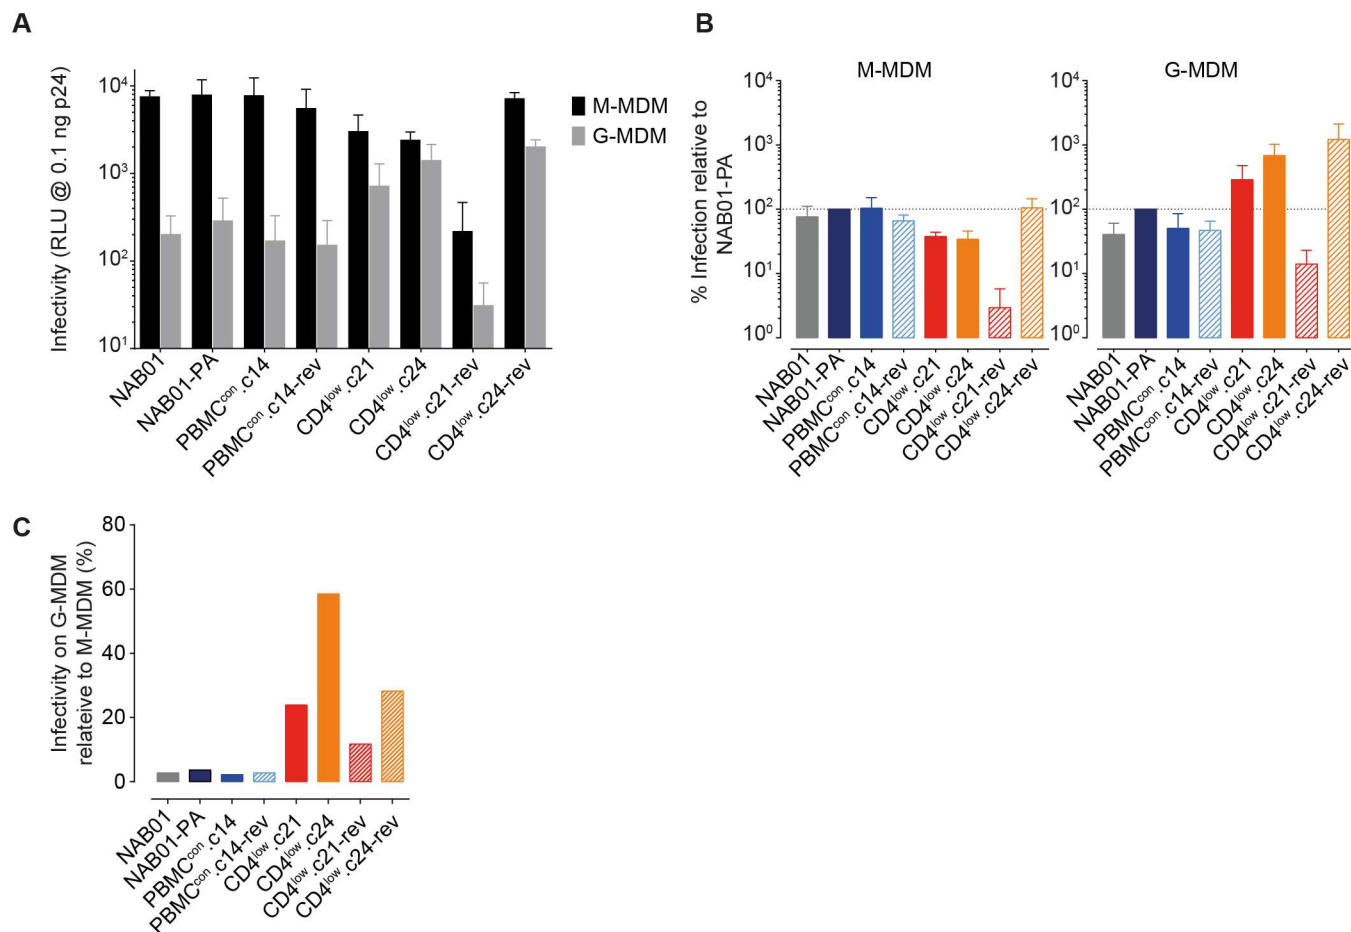 A
Infectivity (RLU @ 0.1 ng p24)
10⁴
10³
10²
10¹
M-MDM
G-MDM
NAB01
NAB01-PA
PBMCᶜᵒⁿ.c14
PBMCᶜᵒⁿ.c14-rev
CD4ˡᵒʷ.c21
CD4ˡᵒʷ.c24
CD4ˡᵒʷ.c21-rev
CD4ˡᵒʷ.c24-rev
B
% Infection relative to
NAB01-PA
M-MDM
10⁴
10³
10²
10¹
10⁰
NAB01
NAB01-PA
PBMCᶜᵒⁿ.c14
PBMCᶜᵒⁿ.c14-rev
CD4ˡᵒʷ.c21
CD4ˡᵒʷ.c24
CD4ˡᵒʷ.c21-rev
CD4ˡᵒʷ.c24-rev
G-MDM
10⁴
10³
10²
10¹
10⁰
NAB01
NAB01-PA
PBMCᶜᵒⁿ.c14
PBMCᶜᵒⁿ.c14-rev
CD4ˡᵒʷ.c21
CD4ˡᵒʷ.c24
CD4ˡᵒʷ.c21-rev
CD4ˡᵒʷ.c24-rev
C
Infectivity on G-MDM
relateive to M-MDM (%)
80
60
40
20
0
NAB01
NAB01-PA
PBMCᶜᵒⁿ.c14
PBMCᶜᵒⁿ.c14-rev
CD4ˡᵒʷ.c21
CD4ˡᵒʷ.c24
CD4ˡᵒʷ.c21-rev
CD4ˡᵒʷ.c24-rev